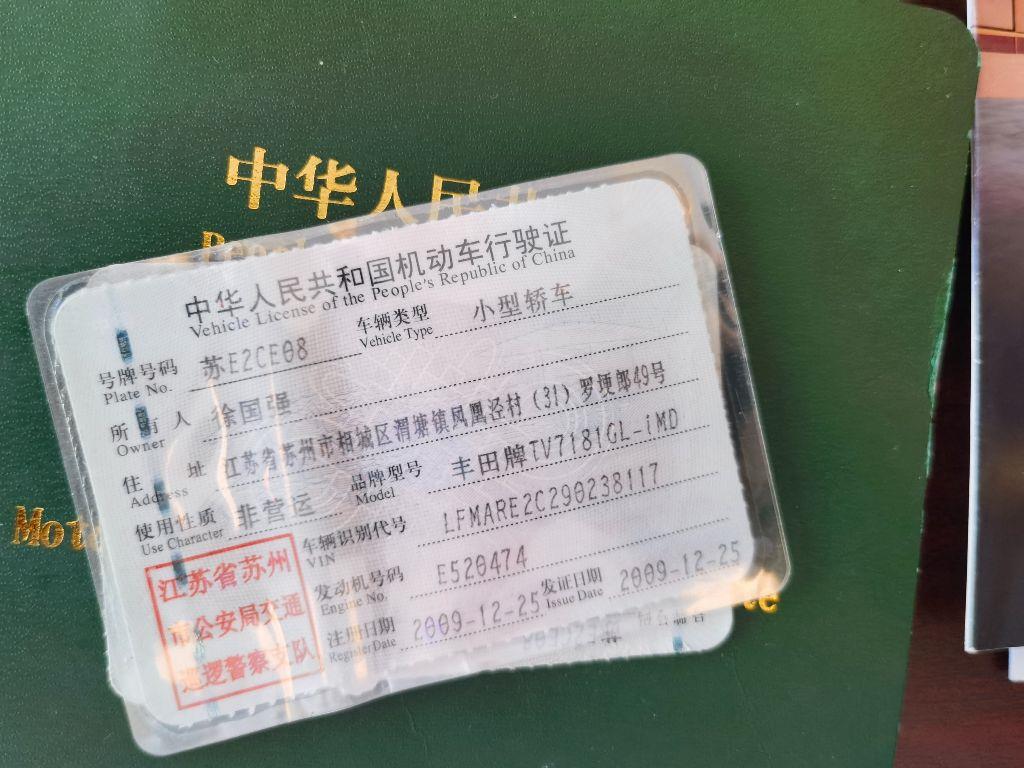 中华人民
中华人民共和国机动车行驶证
Vehicle License of the People's Republic of China
号牌号码 苏E2CE08 车辆类型 小型轿车
Plate No. Vehicle Type
所有人 徐国强
Owner
住址 江苏省苏州市相城区渭塘镇凤凰泾村(31)罗埂郎49号
Address
使用性质 非营运 品牌型号 丰田牌TV7181GL-iMD
Use Character Model
车辆识别代号 LFMARE2C290238117
VIN
江苏省苏州
市公安局交通
巡逻警察支队
发动机号码 E520474
Engine No.
注册日期 2009-12-25 发证日期 2009-12-25
Register Date Issue Date